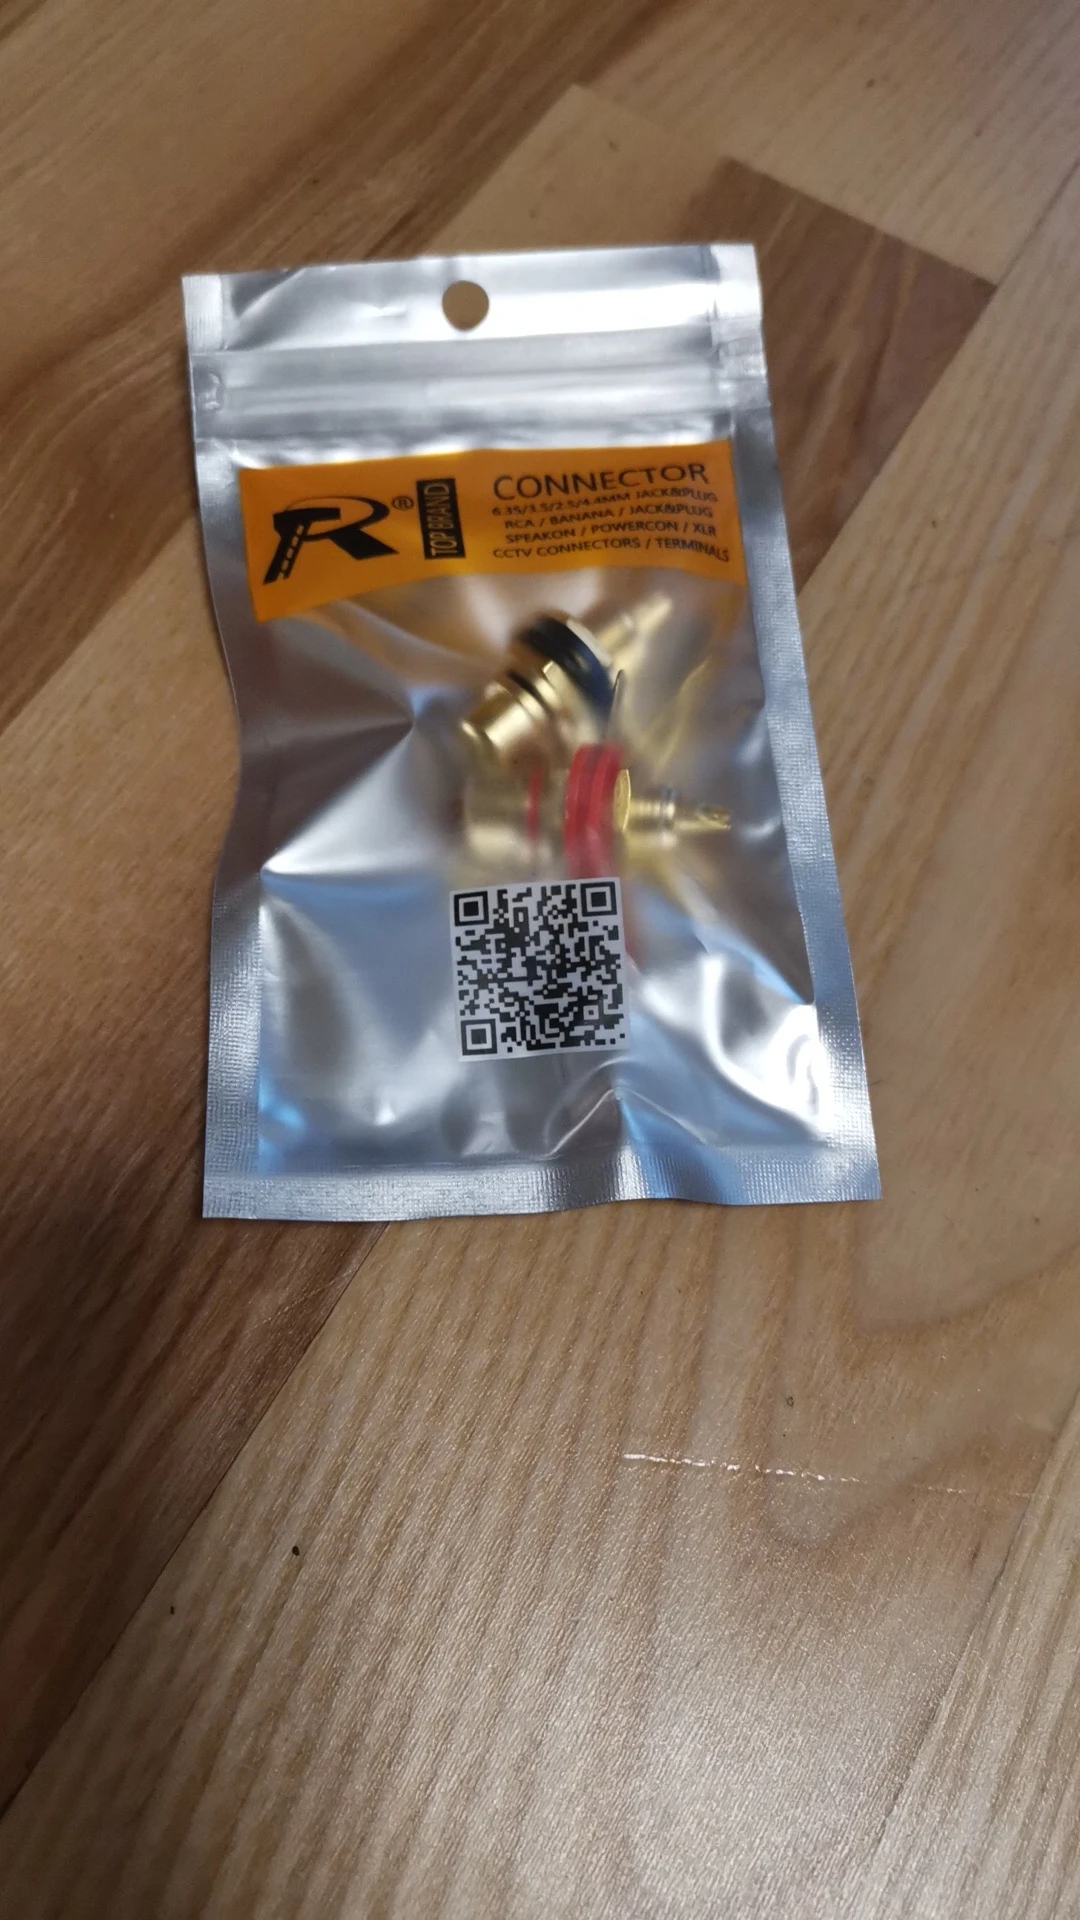 R®
TOP BRAND
CONNECTOR
6.35/3.5/2.5/4.4MM JACK&PLUG
RCA / BANANA / JACK&PLUG
SPEAKON / POWERCON / XLR
CCTV CONNECTORS / TERMINALS